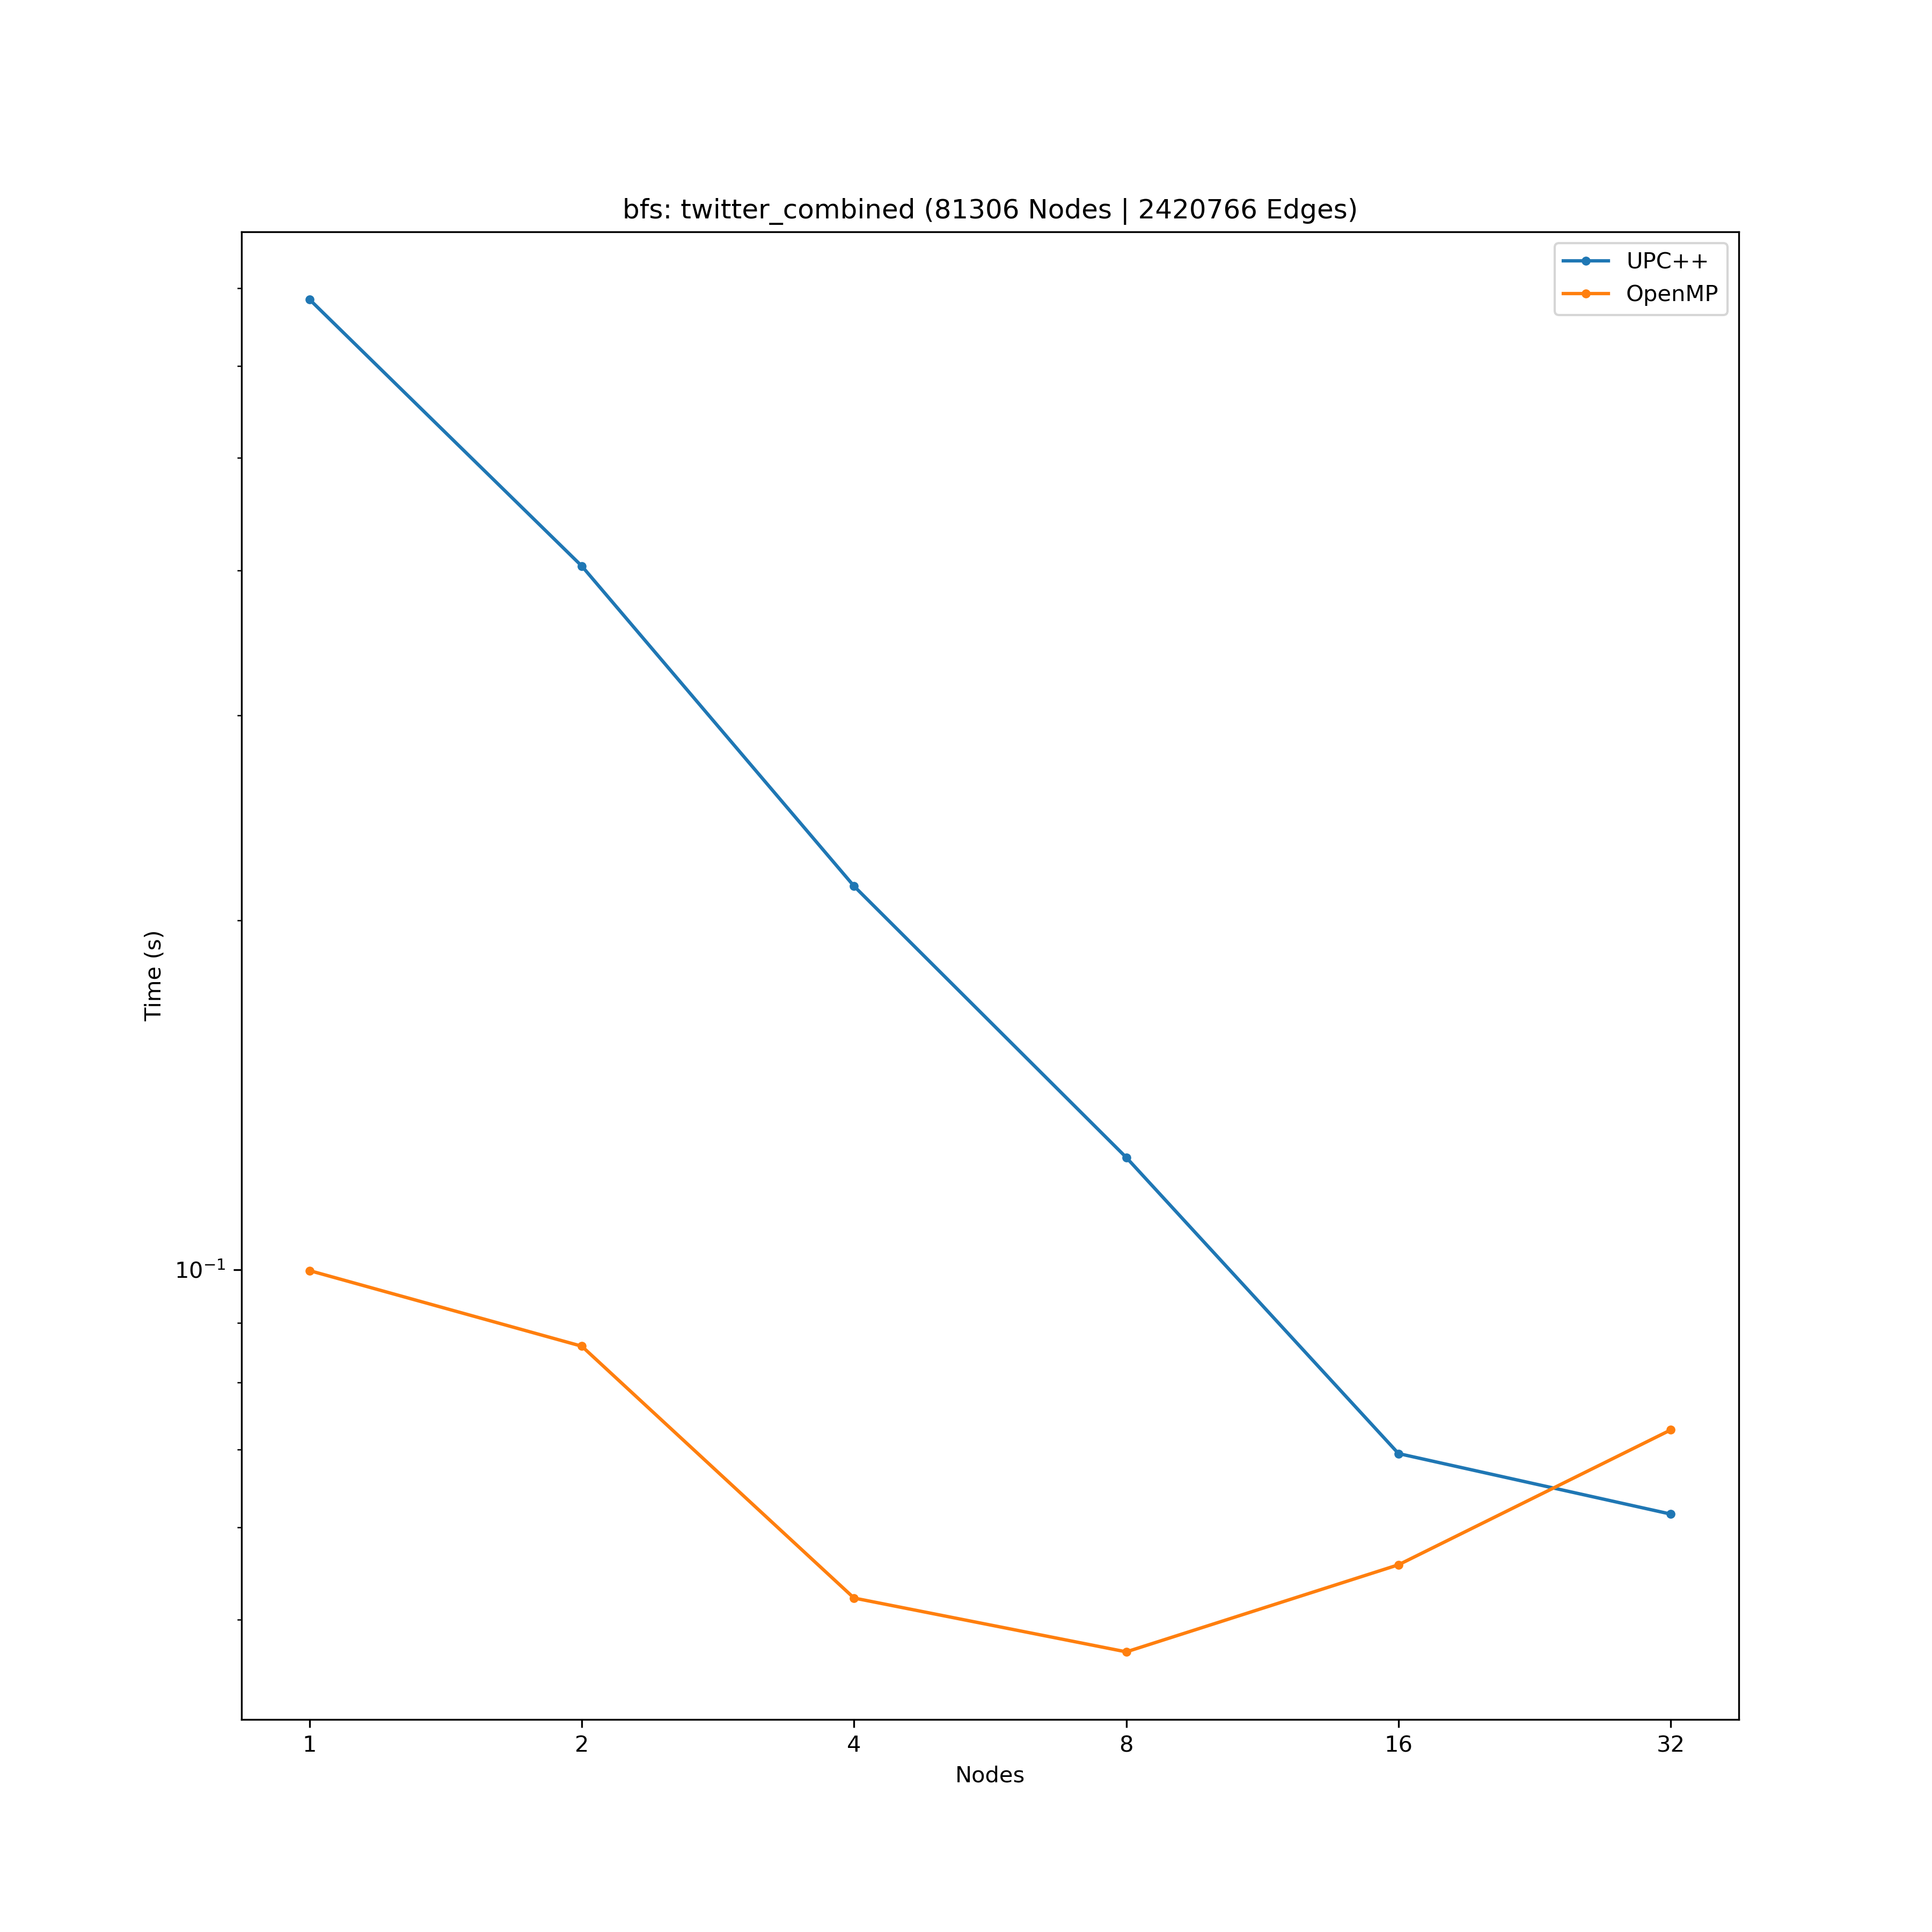 bfs: twitter_combined (81306 Nodes | 2420766 Edges)
UPC++
OpenMP
Time (s)
10⁻¹
1 2 4 8 16 32
Nodes